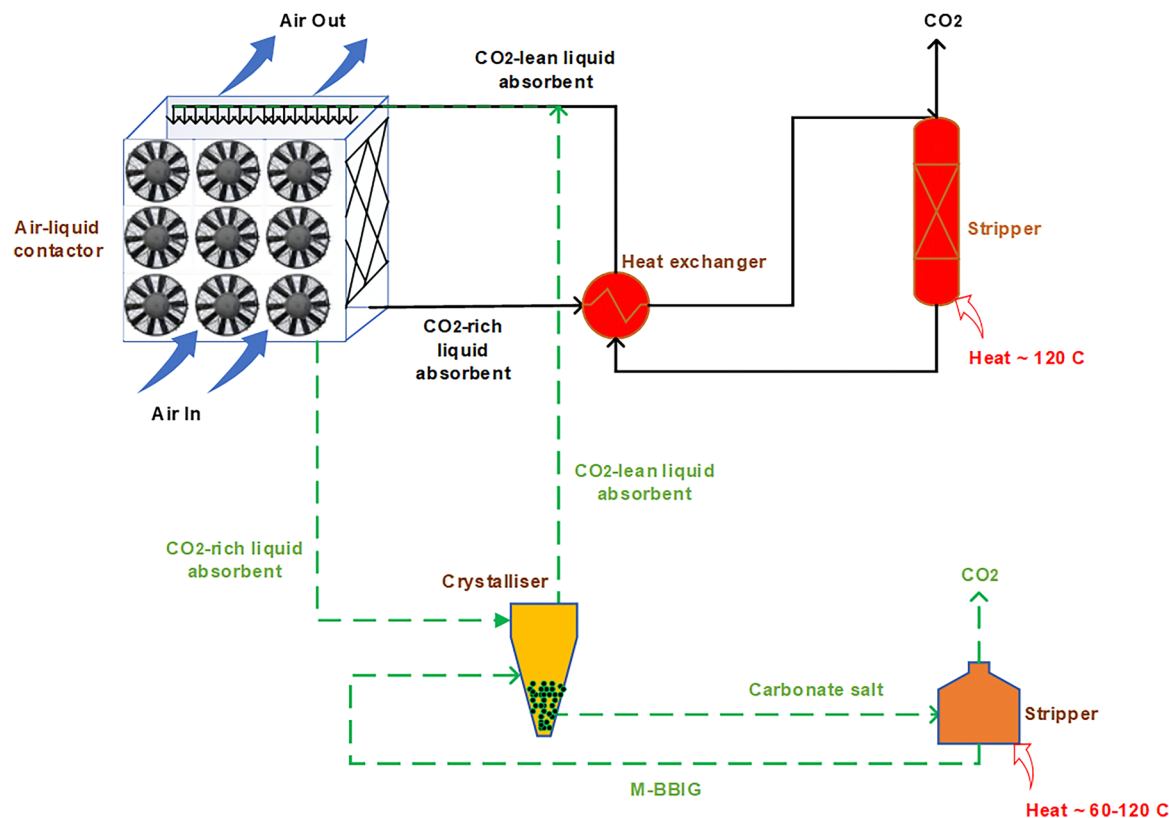 Air Out
CO2
CO2-lean liquid
absorbent
Air-liquid
contactor
Stripper
Heat exchanger
CO2-rich
liquid
absorbent
Heat ~ 120 C
Air In
CO2-lean liquid
absorbent
CO2-rich liquid
absorbent
Crystalliser
CO2
Carbonate salt
Stripper
M-BBIG
Heat ~ 60-120 C